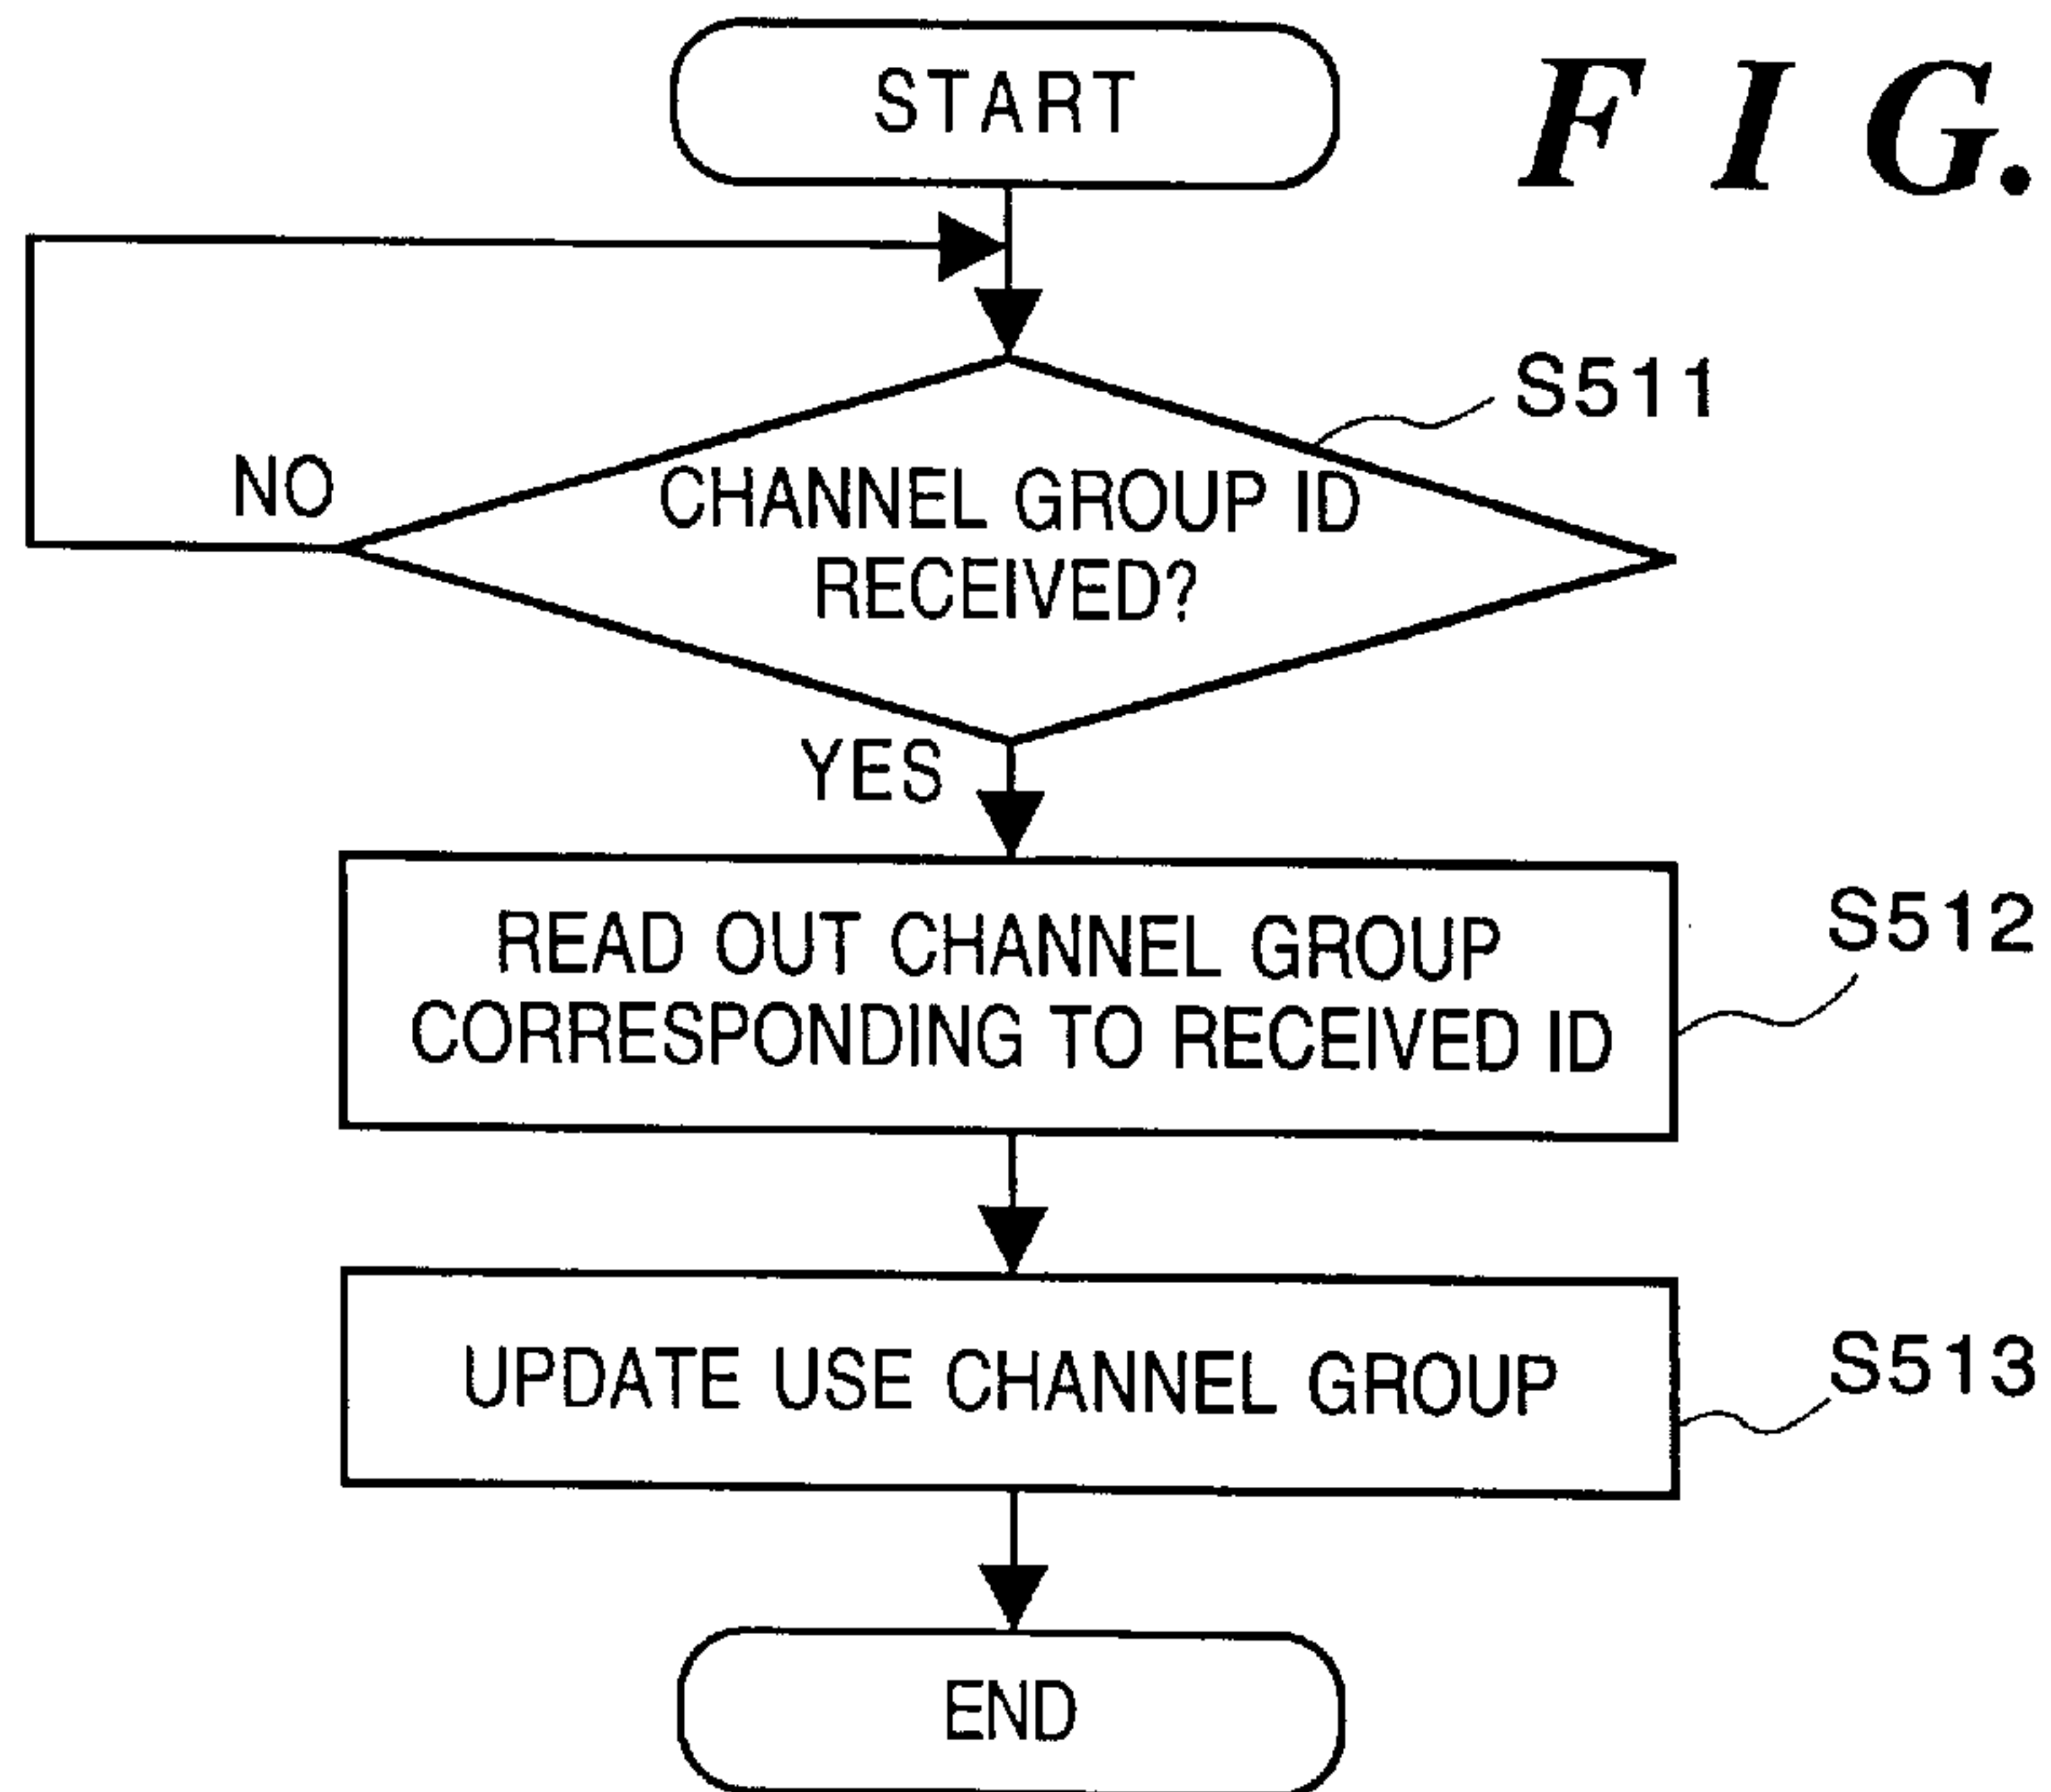 START
F I G.
S511
NO
CHANNEL GROUP ID
RECEIVED?
YES
READ OUT CHANNEL GROUP
CORRESPONDING TO RECEIVED ID
S512
UPDATE USE CHANNEL GROUP
S513
END